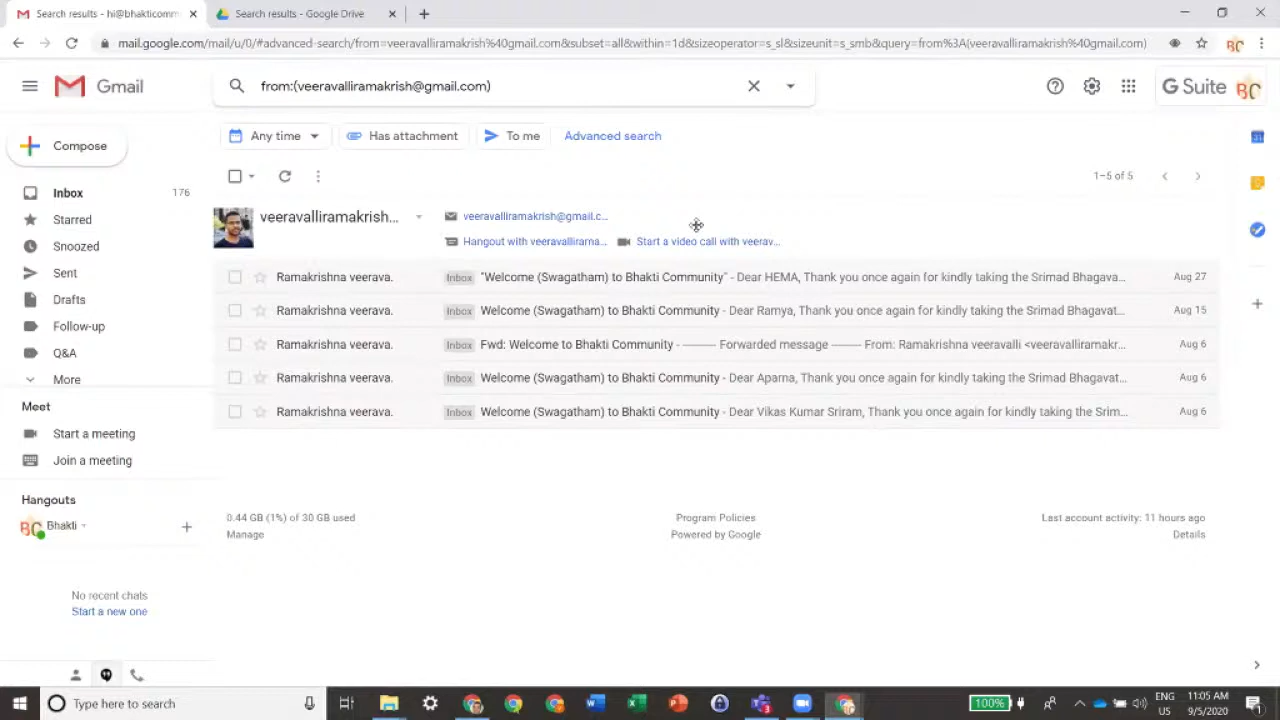 Search results - hi@bhakticomm
Search results - Google Drive
mail.google.com/mail/u/0/#advanced-search/from=veeravalliramakrish%40gmail.com&subset=all&within=1d&sizeoperator=s_sl&sizeunit=s_smb&query=from%3A(veeravalliramakrish%40gmail.com)
BC
Gmail
from:(veeravalliramakrish@gmail.com)
G Suite
BC
Compose
Any time
Has attachment
To me
Advanced search
31
1–5 of 5
Inbox 176
Starred
Snoozed
Sent
Drafts
Follow-up
Q&A
More
veeravalliramakrish...
veeravalliramakrish@gmail.c...
Hangout with veeravallirama...
Start a video call with veerav...
Ramakrishna veerava. Inbox "Welcome (Swagatham) to Bhakti Community" - Dear HEMA, Thank you once again for kindly taking the Srimad Bhagava... Aug 27
Ramakrishna veerava. Inbox Welcome (Swagatham) to Bhakti Community - Dear Ramya, Thank you once again for kindly taking the Srimad Bhagavat... Aug 15
Ramakrishna veerava. Inbox Fwd: Welcome to Bhakti Community - ---------- Forwarded message --------- From: Ramakrishna veeravalli <veeravalliramakr... Aug 6
Ramakrishna veerava. Inbox Welcome (Swagatham) to Bhakti Community - Dear Aparna, Thank you once again for kindly taking the Srimad Bhagavat... Aug 6
Ramakrishna veerava. Inbox Welcome (Swagatham) to Bhakti Community - Dear Vikas Kumar Sriram, Thank you once again for kindly taking the Srim... Aug 6
Meet
Start a meeting
Join a meeting
Hangouts
BC Bhakti
No recent chats
Start a new one
0.44 GB (1%) of 30 GB used
Manage
Program Policies
Powered by Google
Last account activity: 11 hours ago
Details
Type here to search
100%
ENG
US
11:05 AM
9/5/2020